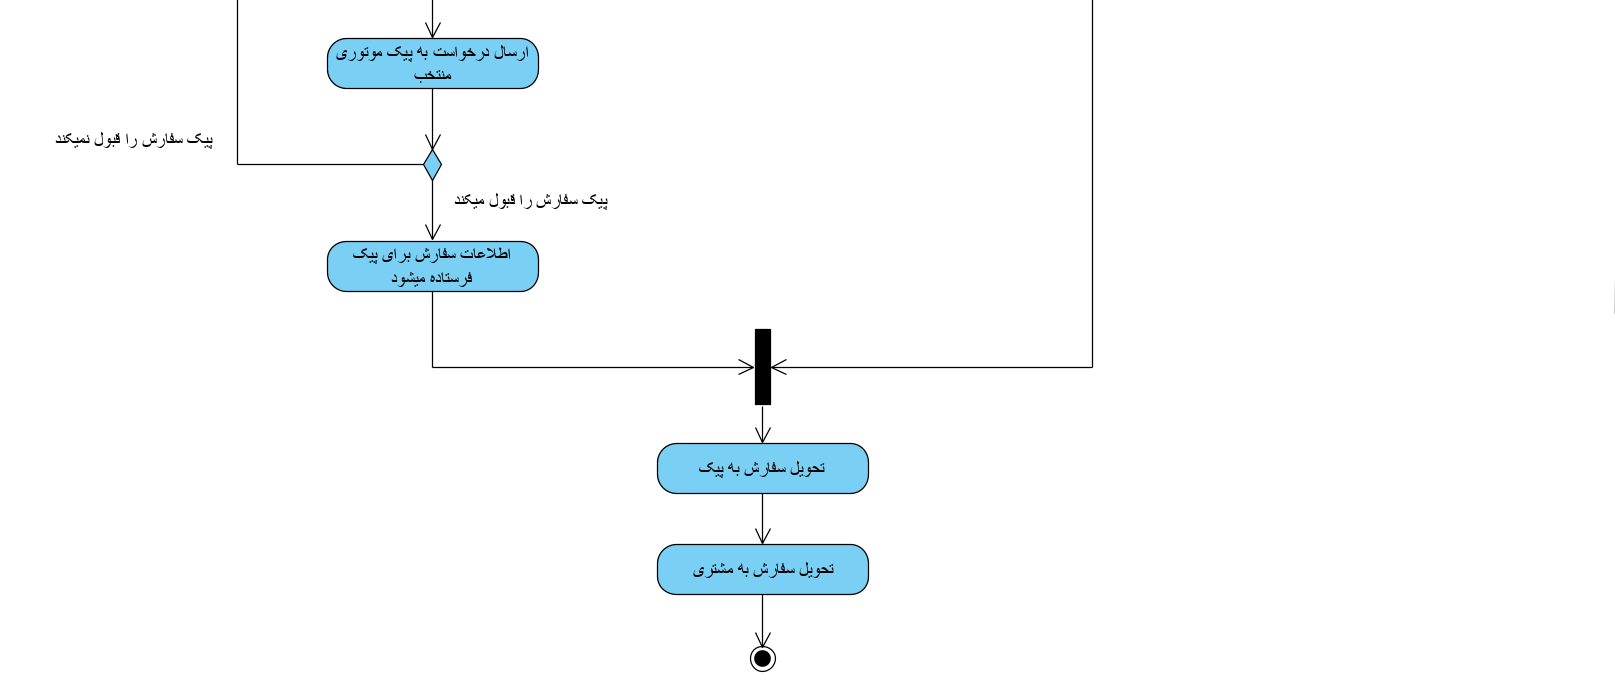 ارسال درخواست به پیک موتوری
منتخب
پیک سفارش را قبول نمیکند
پیک سفارش را قبول میکند
اطلاعات سفارش برای پیک
فرستاده میشود
تحویل سفارش به پیک
تحویل سفارش به مشتری